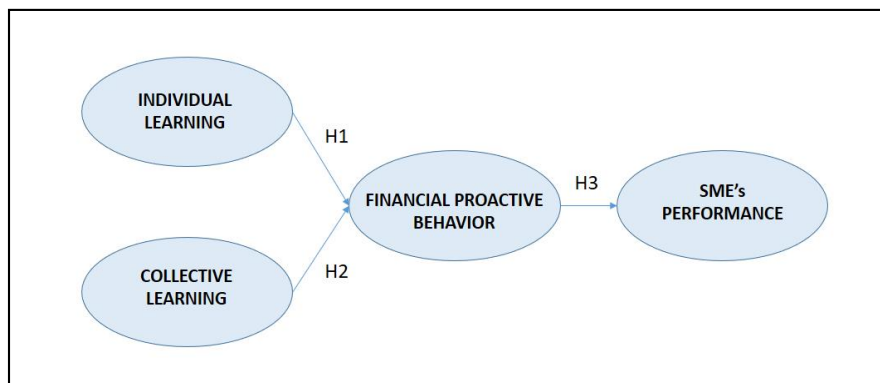 INDIVIDUAL
LEARNING
H1
FINANCIAL PROACTIVE
BEHAVIOR
H3
SME's
PERFORMANCE
H2
COLLECTIVE
LEARNING